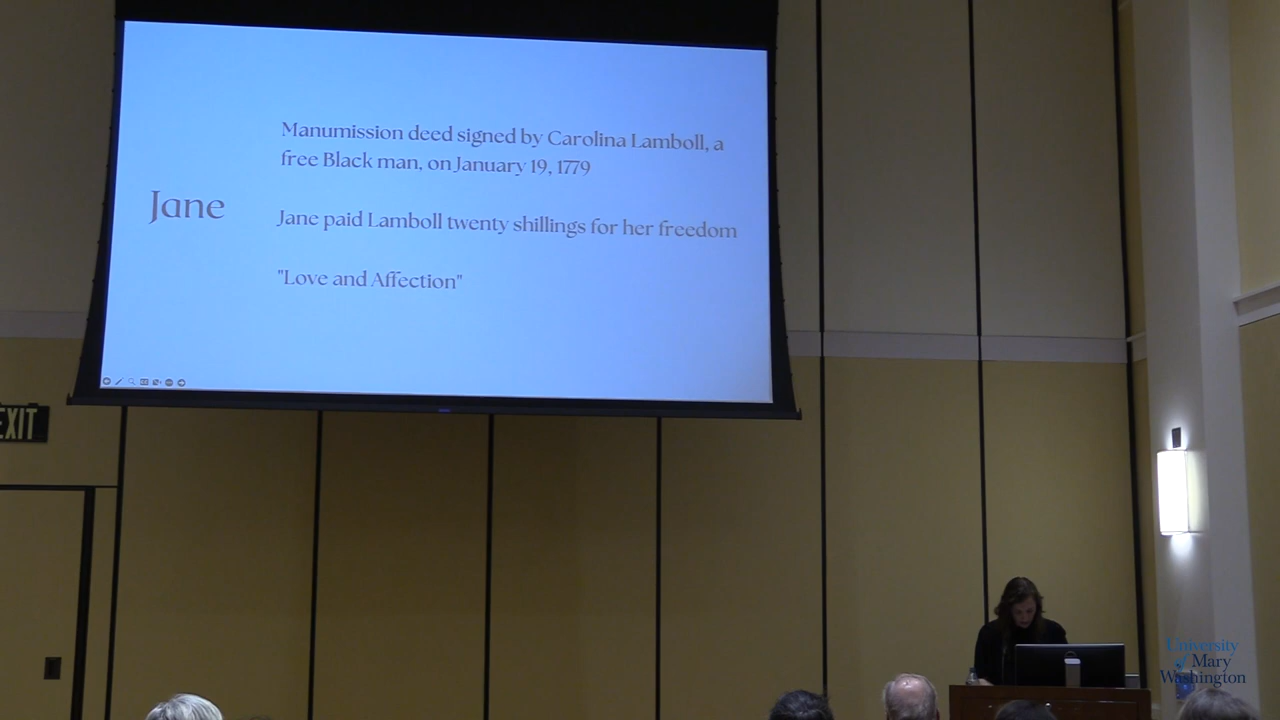 Manumission deed signed by Carolina Lamboll, a
free Black man, on January 19, 1779
Jane
Jane paid Lamboll twenty shillings for her freedom
"Love and Affection"
EXIT
University
of Mary
Washington